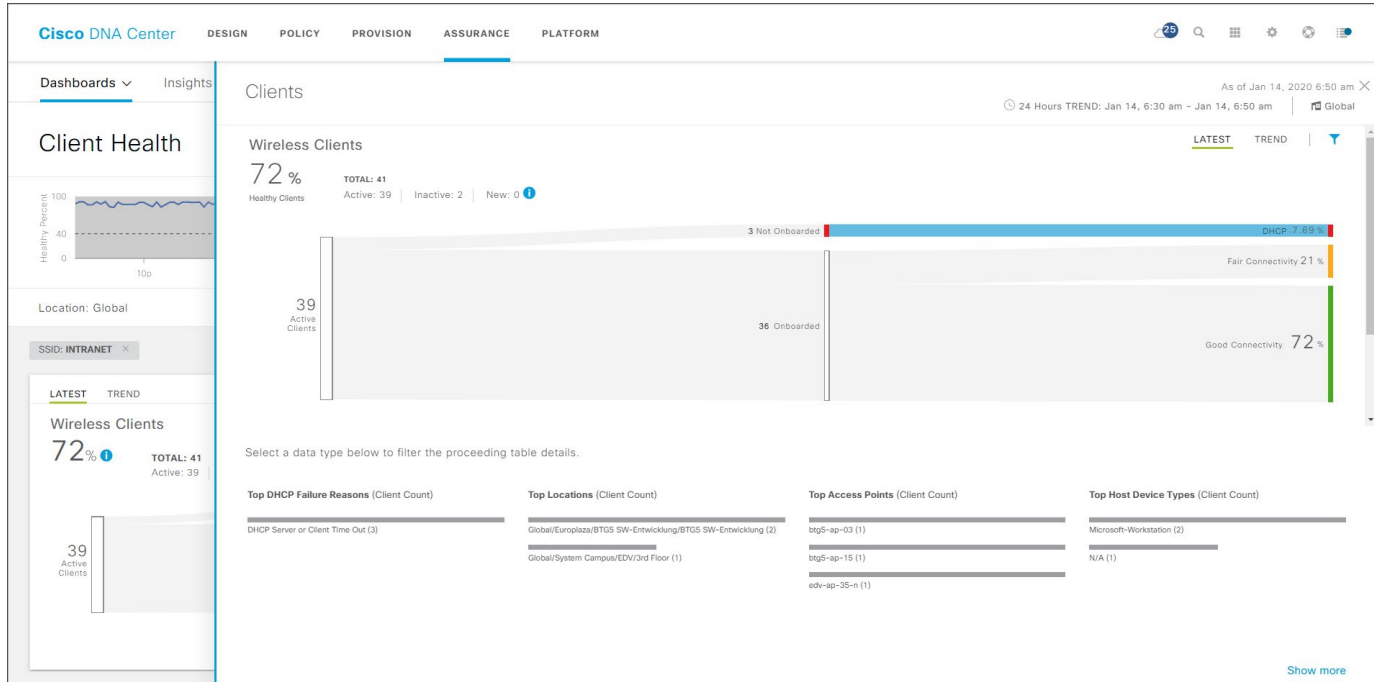 Cisco DNA Center DESIGN POLICY PROVISION ASSURANCE PLATFORM 25
Dashboards Insights
Clients
As of Jan 14, 2020 6:50 am
24 Hours TREND: Jan 14, 6:30 am - Jan 14, 6:50 am Global
Client Health
Healthy Percent
100
40
0
10p
Location: Global
SSID: INTRANET
LATEST TREND
Wireless Clients
72%
TOTAL: 41
Active: 39
39
Active
Clients
Wireless Clients
LATEST TREND
72 %
Healthy Clients
TOTAL: 41
Active: 39 Inactive: 2 New: 0
39
Active
Clients
3 Not Onboarded
DHCP 7.69 %
Fair Connectivity 21 %
36 Onboarded
Good Connectivity 72 %
Select a data type below to filter the proceeding table details.
Top DHCP Failure Reasons (Client Count)
DHCP Server or Client Time Out (3)
Top Locations (Client Count)
Global/Europlaza/BTG5 SW-Entwicklung/BTG5 SW-Entwicklung (2)
Global/System Campus/EDV/3rd Floor (1)
Top Access Points (Client Count)
btg5-ap-03 (1)
btg5-ap-15 (1)
edv-ap-35-n (1)
Top Host Device Types (Client Count)
Microsoft-Workstation (2)
N/A (1)
Show more